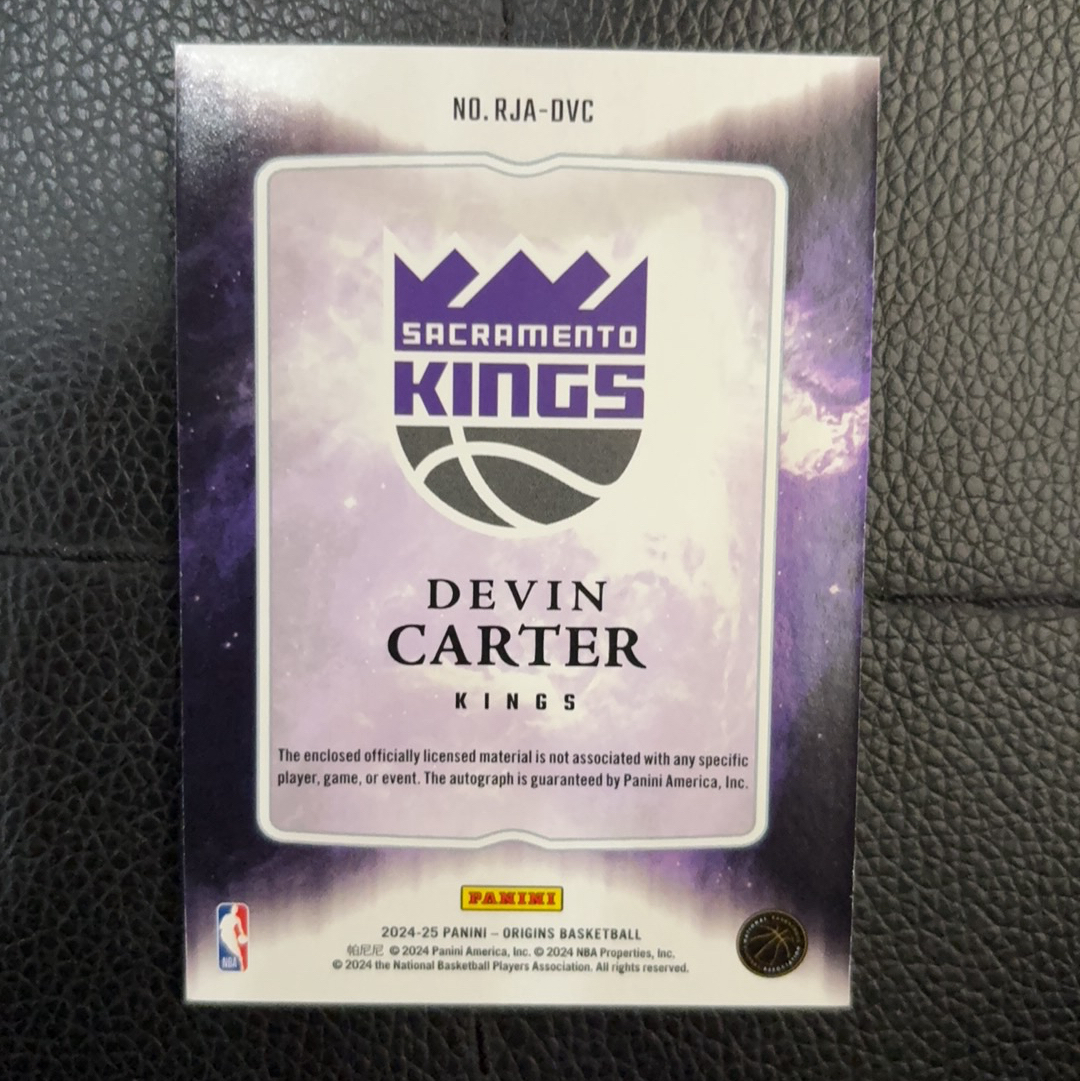 NO. RJA-DVC
SACRAMENTO
KINGS
DEVIN
CARTER
KINGS
The enclosed officially licensed material is not associated with any specific
player, game, or event. The autograph is guaranteed by Panini America, Inc.
PANINI
2024-25 PANINI – ORIGINS BASKETBALL
帕尼尼 © 2024 Panini America, Inc. © 2024 NBA Properties, Inc.
© 2024 the National Basketball Players Association. All rights reserved.
NBA